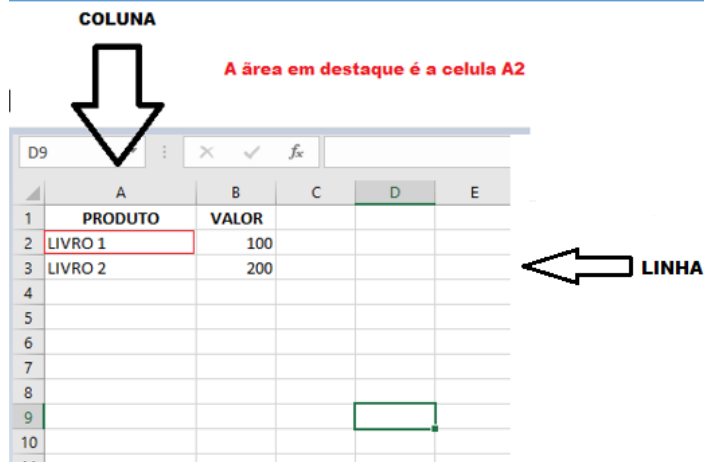 COLUNA
A ãrea em destaque é a celula A2
D9 fx
A B C D E
1 PRODUTO VALOR
2 LIVRO 1 100
3 LIVRO 2 200
LINHA
4
5
6
7
8
9
10